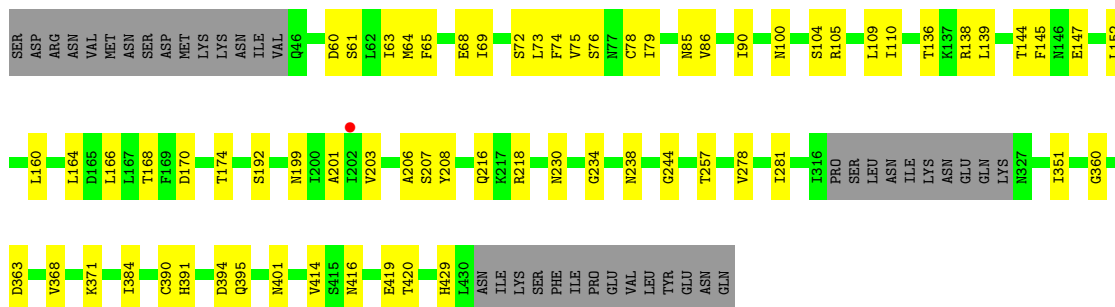 SER ASP ARG ASN VAL MET ASN SER ASP MET LYS LYS ASN ILE VAL Q46 D60 S61 L62 I63 M64 F65 E68 I69 S72 L73 F74 V75 S76 N77 C78 I79 N85 V86 I90 N100 S104 R105 L109 I110 T136 K137 R138 L139 T144 F145 N146 E147
L160 L164 D165 L166 L167 T168 F169 D170 T174 S192 N199 I200 A201 I202 V203 A206 S207 Y208 Q216 K217 R218 N230 G234 N238 G244 T257 V278 I281 I316 PRO SER LEU ASN ILE LYS ASN GLU GLN LYS N327 I351 G360
D363 V368 K371 I384 C390 H391 D394 Q395 N401 V414 S415 N416 E419 T420 H429 L430 ASN ILE LYS SER PHE ILE PRO GLU VAL LEU TYR GLU ASN GLN